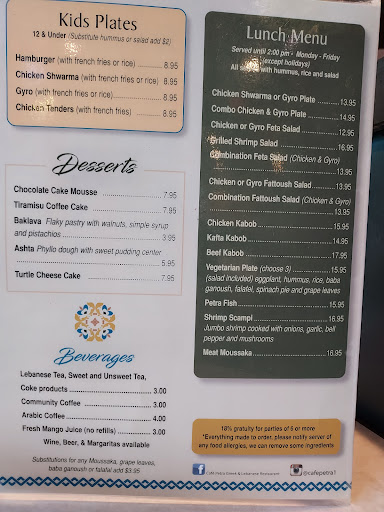 Kids Plates
12 & Under (Substitute hummus or salad add $2)
Hamburger (with french fries or rice) 8.95
Chicken Shwarma (with french fries or rice) 8.95
Gyro (with french fries or rice) 8.95
Chicken Tenders (with french fries) 8.95
Desserts
Chocolate Cake Mousse 7.95
Tiramisu Coffee Cake 7.95
Baklava Flaky pastry with walnuts, simple syrup
and pistachios 3.95
Ashta Phyllo dough with sweet pudding center
5.95
Turtle Cheese Cake 7.95
Beverages
Lebanese Tea, Sweet and Unsweet Tea,
Coke products 3.00
Community Coffee 3.00
Arabic Coffee 4.00
Fresh Mango Juice (no refills) 3.00
Wine, Beer, & Margaritas available
Substitutions for any Moussaka, grape leaves,
baba ganoush or falafal add $3.95
Lunch Menu
Served until 2:00 pm - Monday - Friday
(except holidays)
All served with hummus, rice and salad
Chicken Shwarma or Gyro Plate 13.95
Combo Chicken & Gyro Plate 14.95
Chicken or Gyro Feta Salad 12.95
Grilled Shrimp Salad 16.95
Combination Feta Salad (Chicken & Gyro)
13.95
Chicken or Gyro Fattoush Salad 13.95
Combination Fattoush Salad (Chicken & Gyro)
13.95
Chicken Kabob 15.95
Kafta Kabob 14.95
Beef Kabob 17.95
Vegetarian Plate (choose 3) 15.95
(salad included) eggplant, hummus, rice, baba
ganoush, falafel, spinach pie and grape leaves
Petra Fish 15.95
Shrimp Scampi 16.95
Jumbo shrimp cooked with onions, garlic, bell
pepper and mushrooms
Meat Moussaka 16.95
18% gratuity for parties of 6 or more
*Everything made to order, please notify server of
any food allergies, we can remove some ingredients
Cafe Petra Greek & Lebanese Restaurant
@cafepetra1